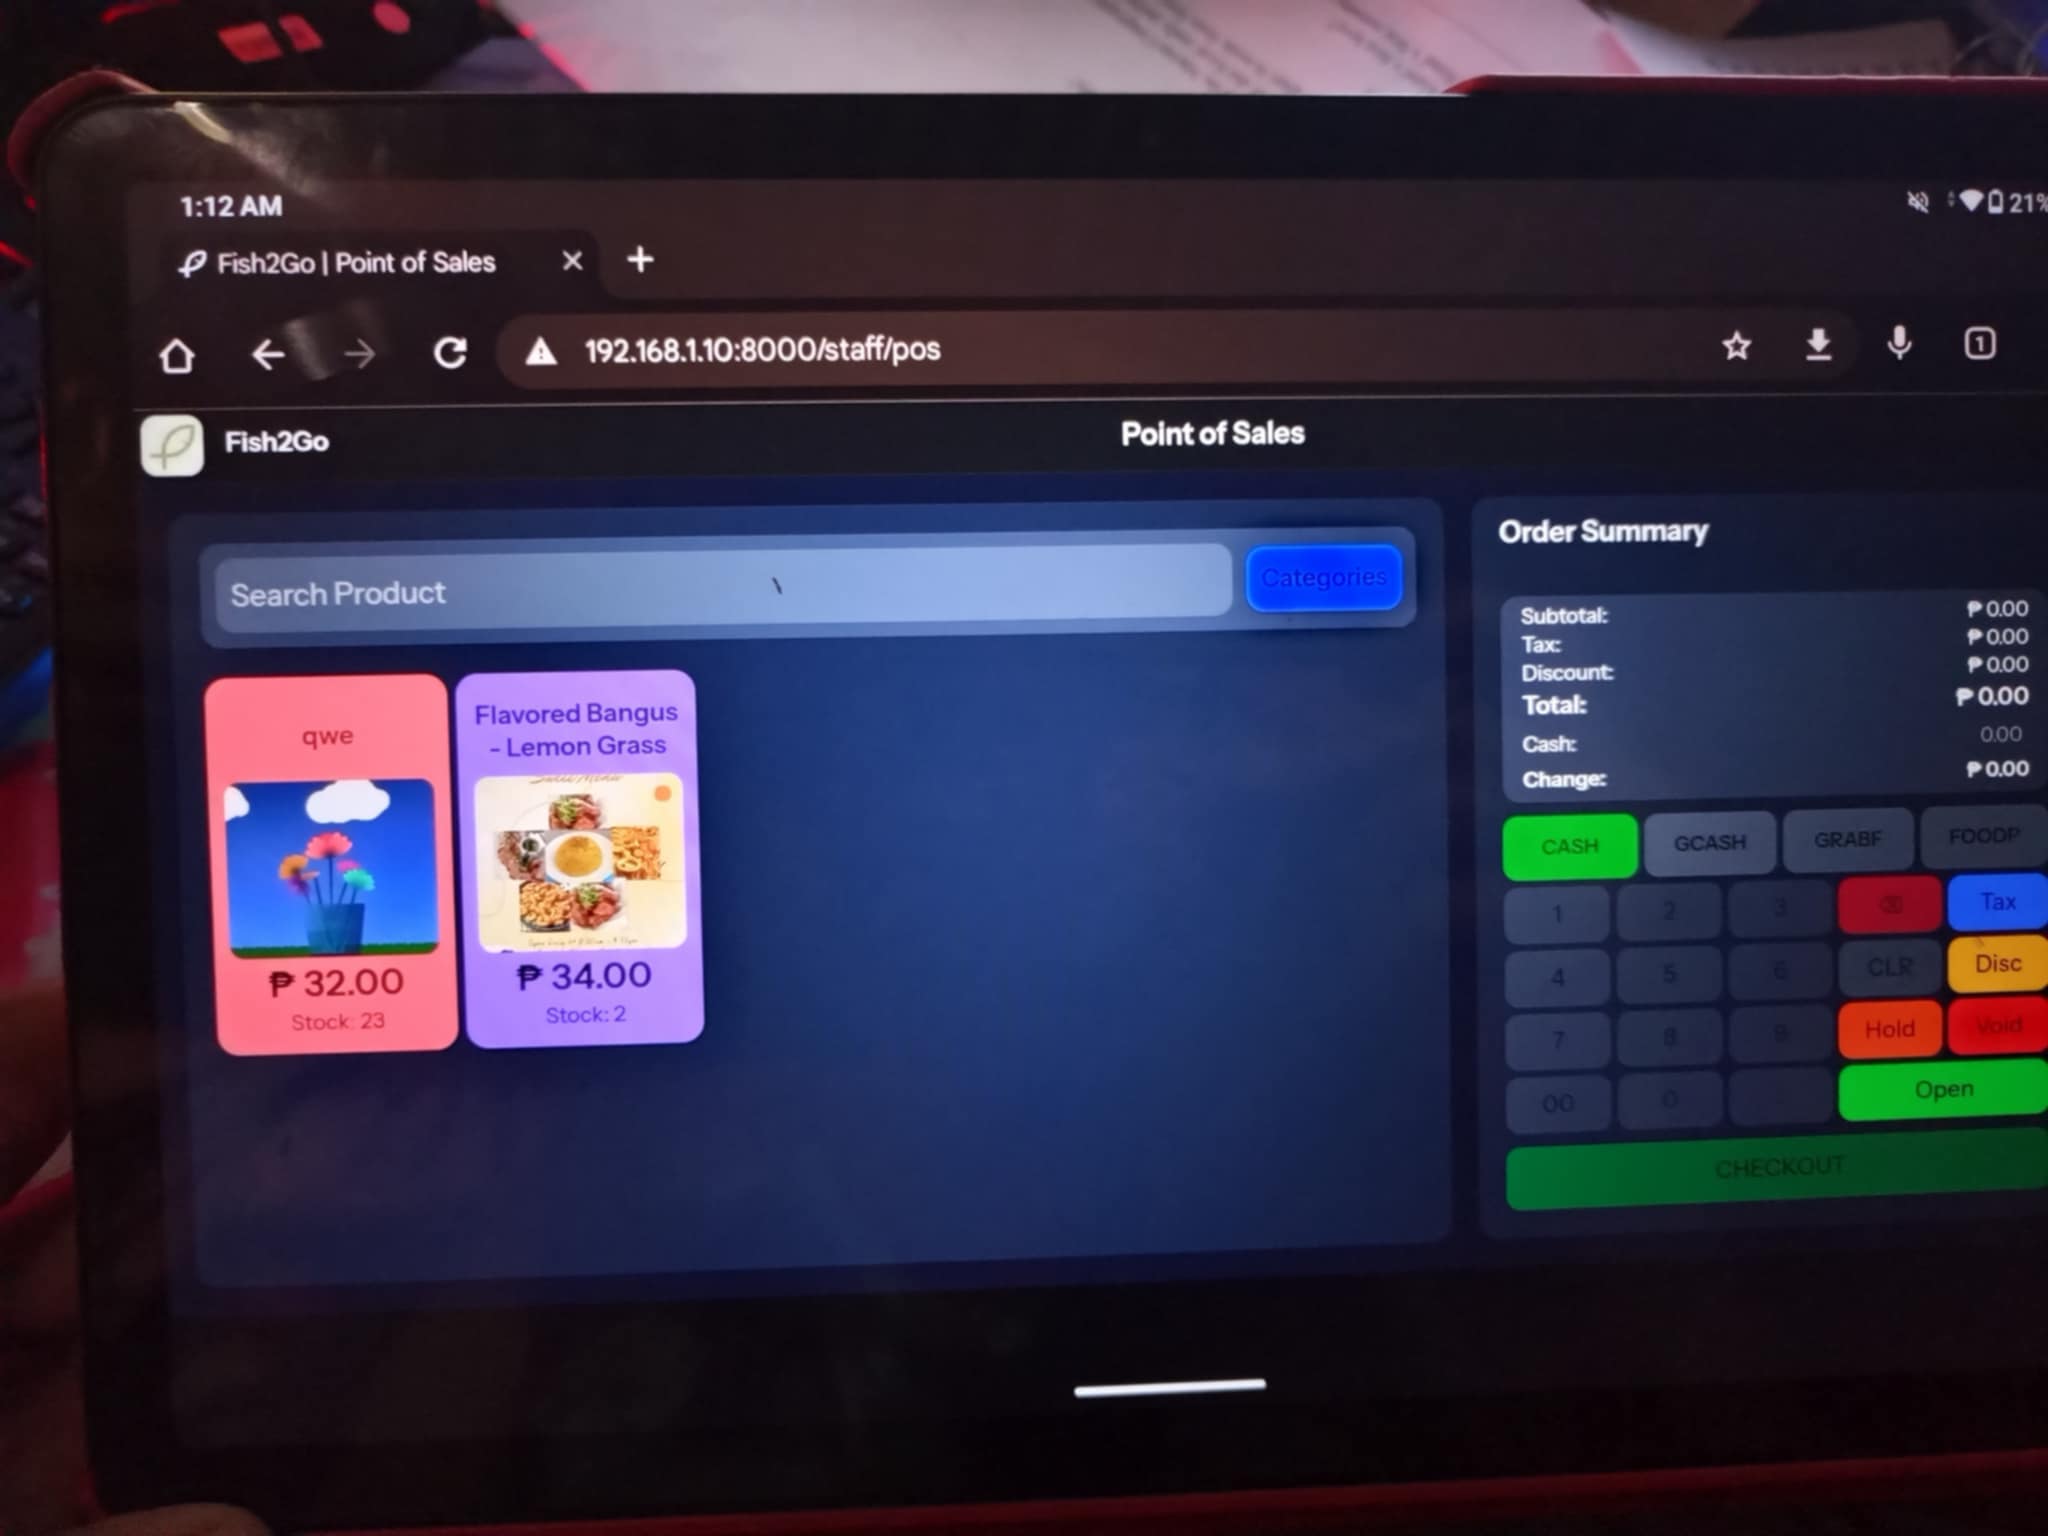 1:12 AM
21%
Fish2Go | Point of Sales
192.168.1.10:8000/staff/pos
1
Fish2Go
Point of Sales
Search Product
Categories
qwe
₱ 32.00
Stock: 23
Flavored Bangus
- Lemon Grass
₱ 34.00
Stock: 2
Order Summary
Subtotal: ₱0.00
Tax: ₱0.00
Discount: ₱0.00
Total: ₱0.00
Cash: 0.00
Change: ₱0.00
CASH GCASH GRABF FOODP
1 2 3 Tax
4 5 6 CLR Disc
7 8 9 Hold Void
00 0 Open
CHECKOUT